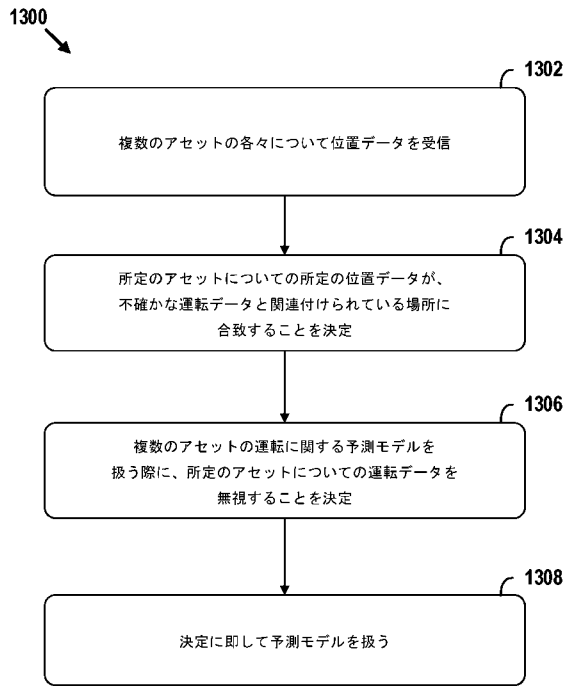 1300
1302
複数のアセットの各々について位置データを受信
1304
所定のアセットについての所定の位置データが、
不確かな運転データと関連付けられている場所に
合致することを決定
1306
複数のアセットの運転に関する予測モデルを
扱う際に、所定のアセットについての運転データを
無視することを決定
1308
決定に即して予測モデルを扱う